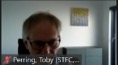 Perring, Toby (STFC,...